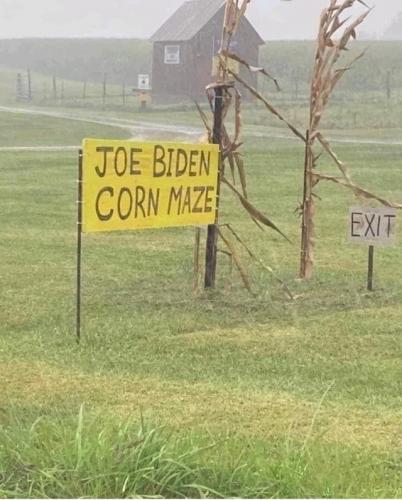 JOE BIDEN
CORN MAZE
EXIT